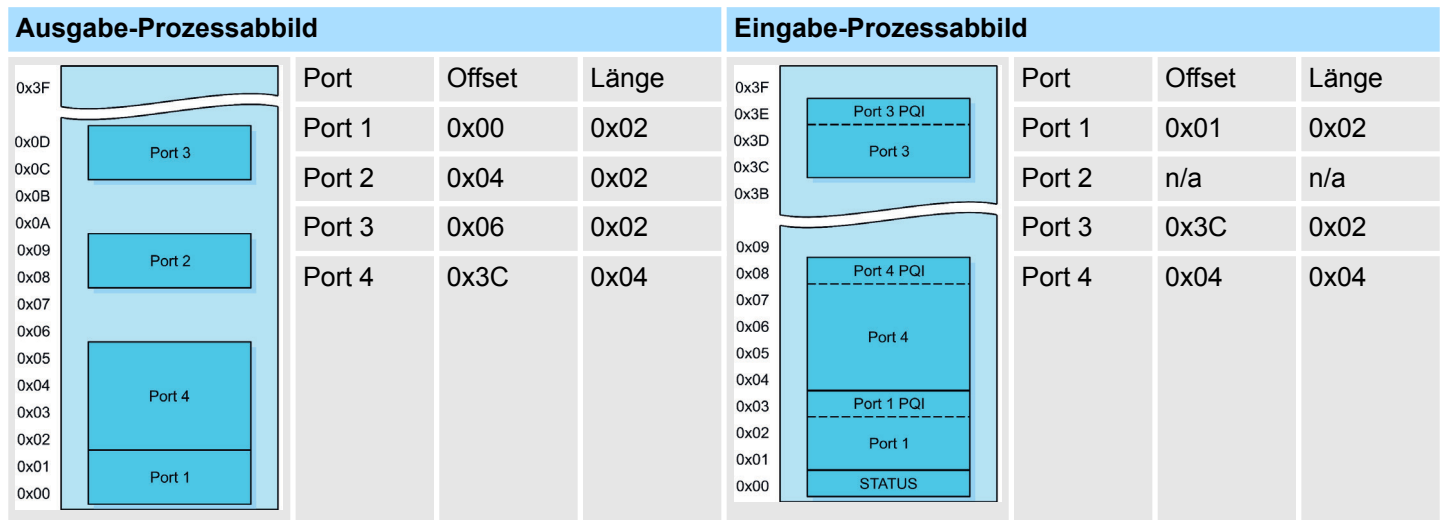 Ausgabe-Prozessabbild
Eingabe-Prozessabbild
0x3F
0x0D
0x0C
0x0B
0x0A
0x09
0x08
0x07
0x06
0x05
0x04
0x03
0x02
0x01
0x00
Port 3
Port 2
Port 4
Port 1
Port Offset Länge
Port 1 0x00 0x02
Port 2 0x04 0x02
Port 3 0x06 0x02
Port 4 0x3C 0x04
0x3F
0x3E
0x3D
0x3C
0x3B
0x09
0x08
0x07
0x06
0x05
0x04
0x03
0x02
0x01
0x00
Port 3 PQI
Port 3
Port 4 PQI
Port 4
Port 1 PQI
Port 1
STATUS
Port Offset Länge
Port 1 0x01 0x02
Port 2 n/a n/a
Port 3 0x3C 0x02
Port 4 0x04 0x04